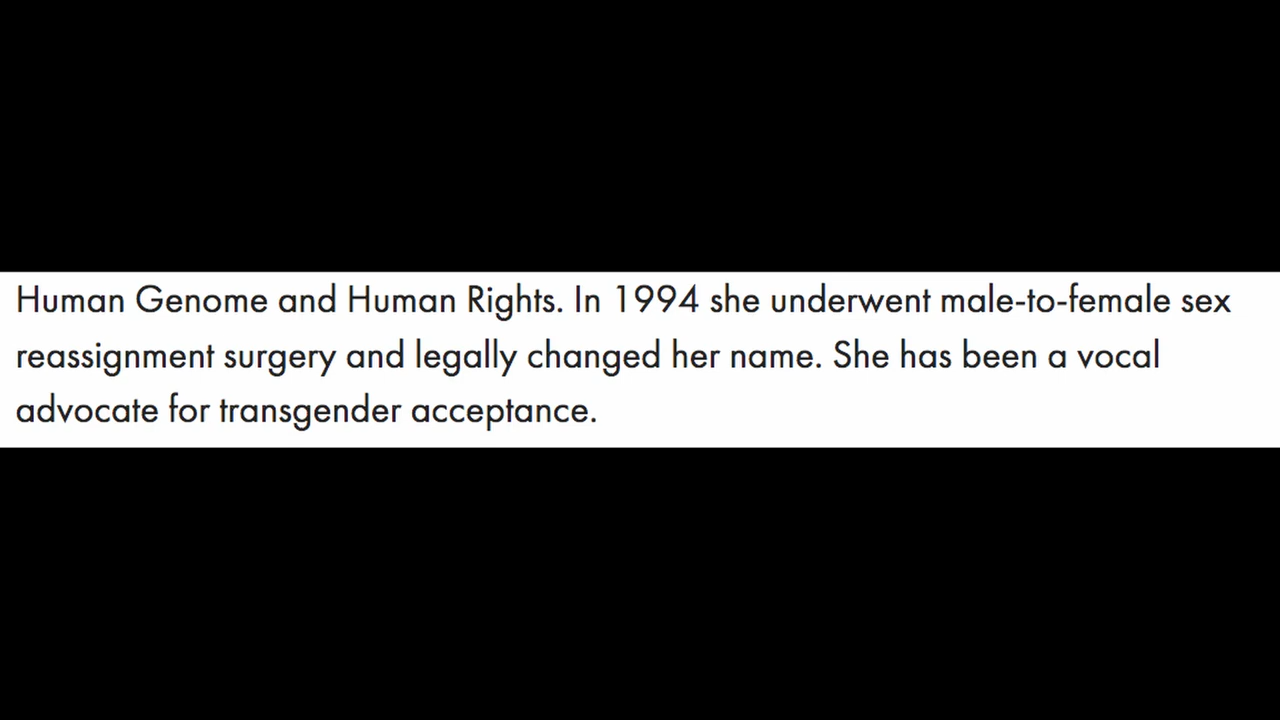 Human Genome and Human Rights. In 1994 she underwent male-to-female sex
reassignment surgery and legally changed her name. She has been a vocal
advocate for transgender acceptance.